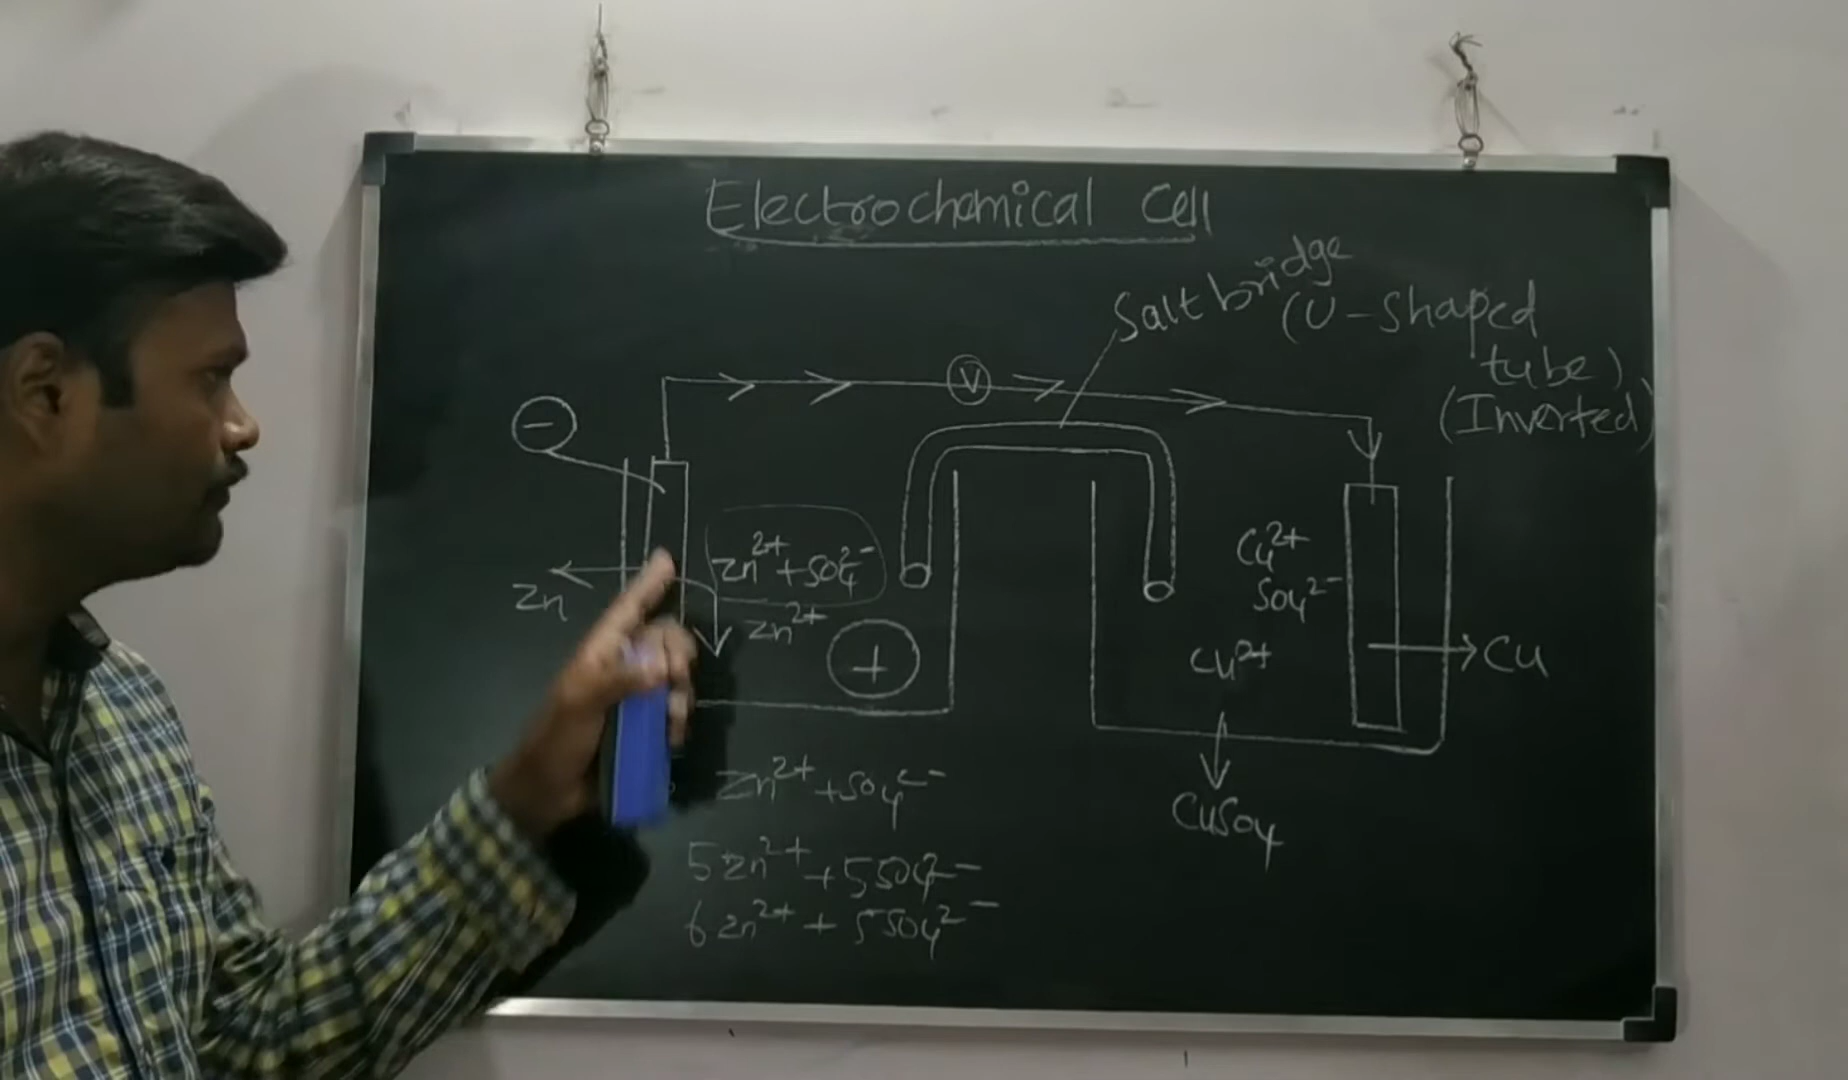 Electrochemical Cell
Salt bridge
(U-shaped
tube)
(Inverted)
V
-
Zn²⁺+SO₄²⁻
Zn
Zn²⁺
+
Cu²⁺
SO₄²⁻
Cu²⁺
Cu
Zn²⁺+SO₄²⁻
CuSO₄
5Zn²⁺+5SO₄²⁻
6Zn²⁺+5SO₄²⁻